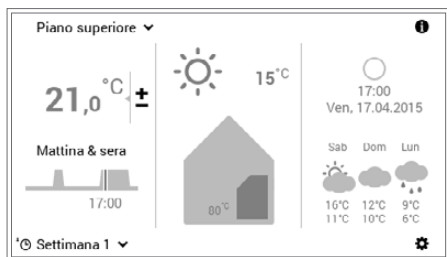 Piano superiore
21,0 °C ±
Mattina & sera
17:00
Settimana 1
15°C
80°C
17:00
Ven, 17.04.2015
Sab Dom Lun
16°C 12°C 9°C
11°C 10°C 6°C